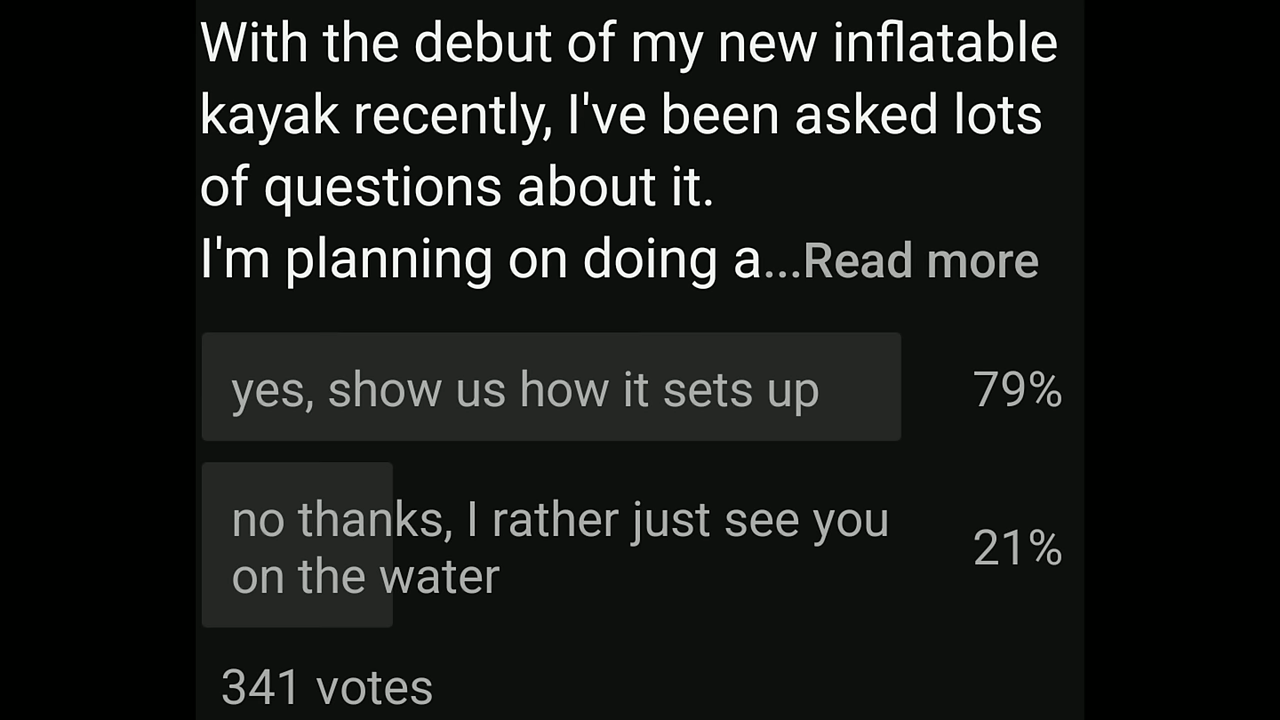 With the debut of my new inflatable
kayak recently, I've been asked lots
of questions about it.
I'm planning on doing a...Read more
yes, show us how it sets up
79%
no thanks, I rather just see you
on the water
21%
341 votes